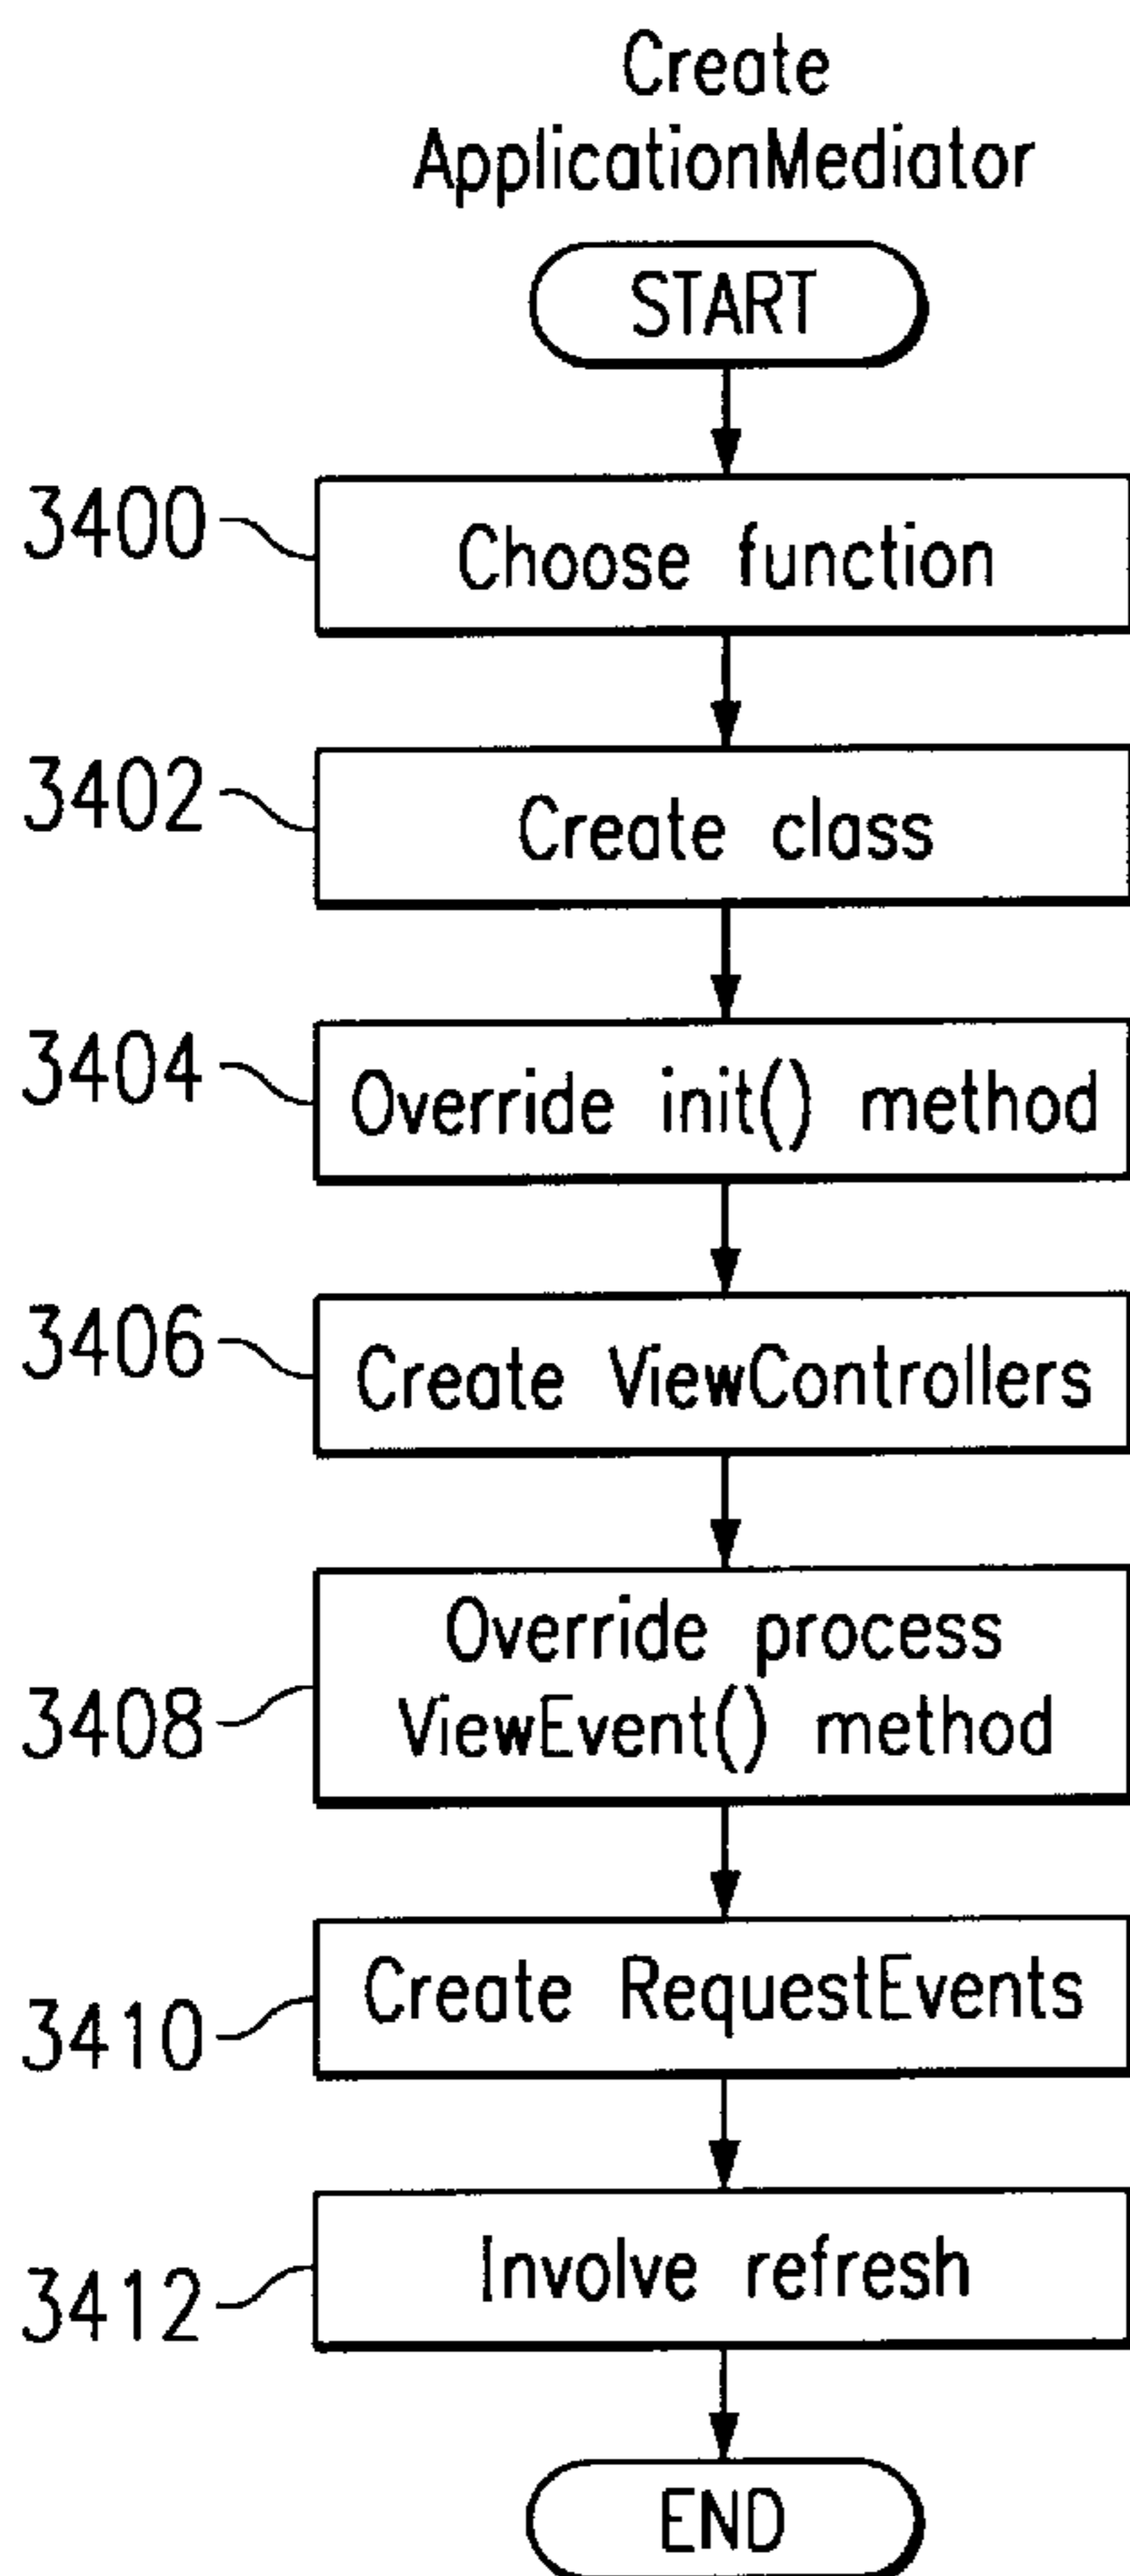 Create
ApplicationMediator
START
3400
Choose function
3402
Create class
3404
Override init() method
3406
Create ViewControllers
3408
Override process
ViewEvent() method
3410
Create RequestEvents
3412
Involve refresh
END